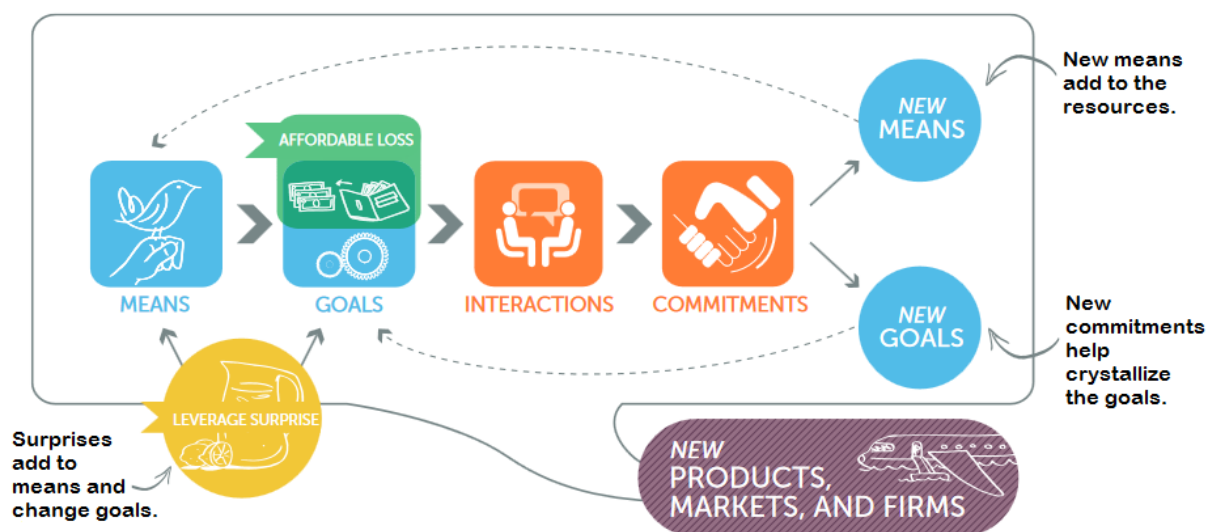 New means
add to the
resources.
NEW
MEANS
AFFORDABLE LOSS
MEANS
GOALS
INTERACTIONS
COMMITMENTS
NEW
GOALS
New
commitments
help
crystallize
the goals.
LEVERAGE SURPRISE
Surprises
add to
means and
change goals.
NEW
PRODUCTS,
MARKETS, AND FIRMS